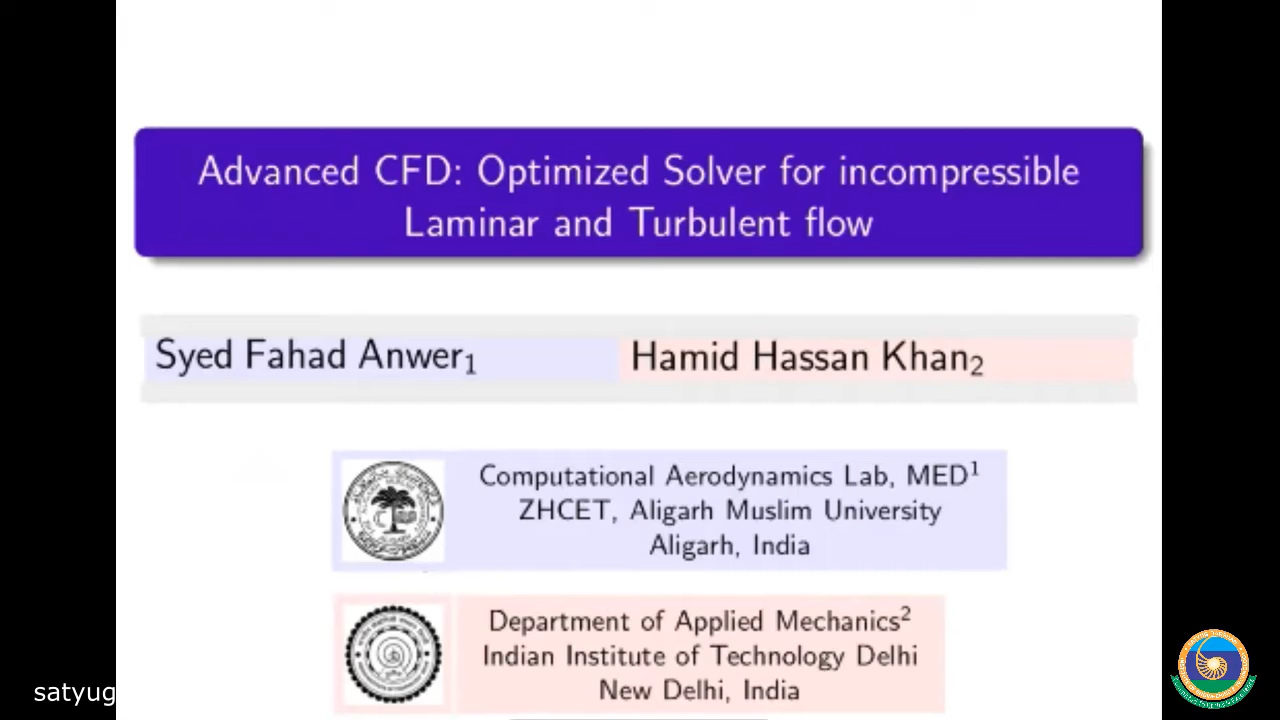 Advanced CFD: Optimized Solver for incompressible
Laminar and Turbulent flow
Syed Fahad Anwer₁
Hamid Hassan Khan₂
Computational Aerodynamics Lab, MED¹
ZHCET, Aligarh Muslim University
Aligarh, India
Department of Applied Mechanics²
Indian Institute of Technology Delhi
New Delhi, India
satyug